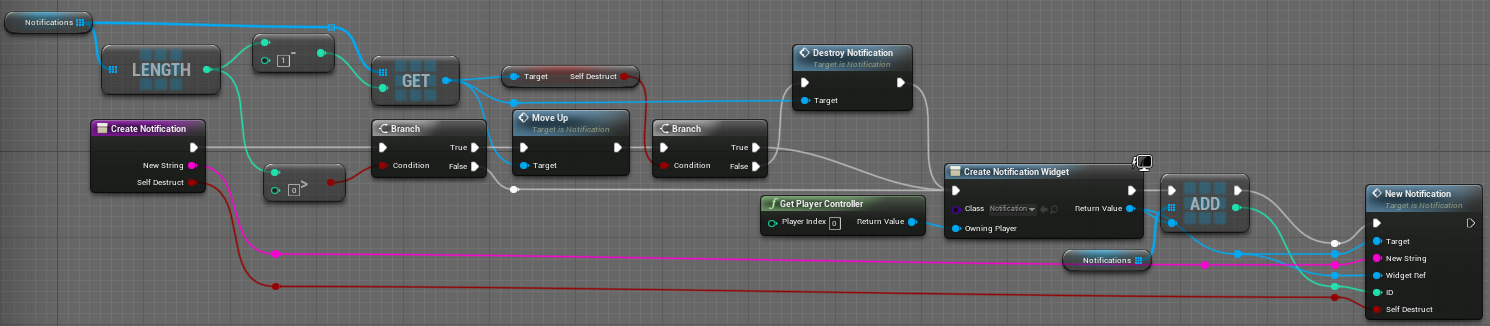 Notifications
LENGTH
-
1
GET
Target Self Destruct
Destroy Notification
Target is Notification
Target
Create Notification
New String
Self Destruct
>
0
Branch
True
Condition False
Move Up
Target is Notification
Target
Branch
True
Condition False
Get Player Controller
Player Index 0 Return Value
Create Notification Widget
Class Notification Return Value
Owning Player
ADD
Notifications
New Notification
Target is Notification
Target
New String
Widget Ref
ID
Self Destruct